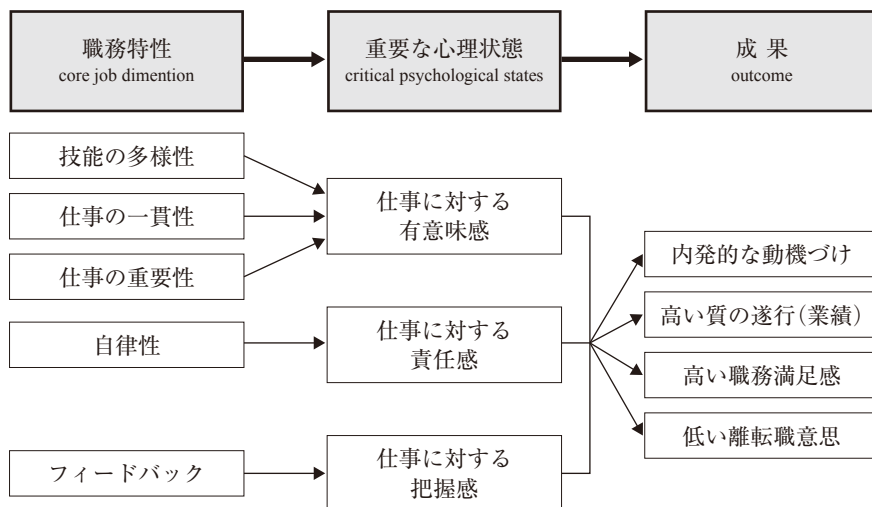 職務特性
core job dimention
重要な心理状態
critical psychological states
成 果
outcome
技能の多様性
仕事の一貫性
仕事の重要性
自律性
フィードバック
仕事に対する
有意味感
仕事に対する
責任感
仕事に対する
把握感
内発的な動機づけ
高い質の遂行(業績)
高い職務満足感
低い離転職意思